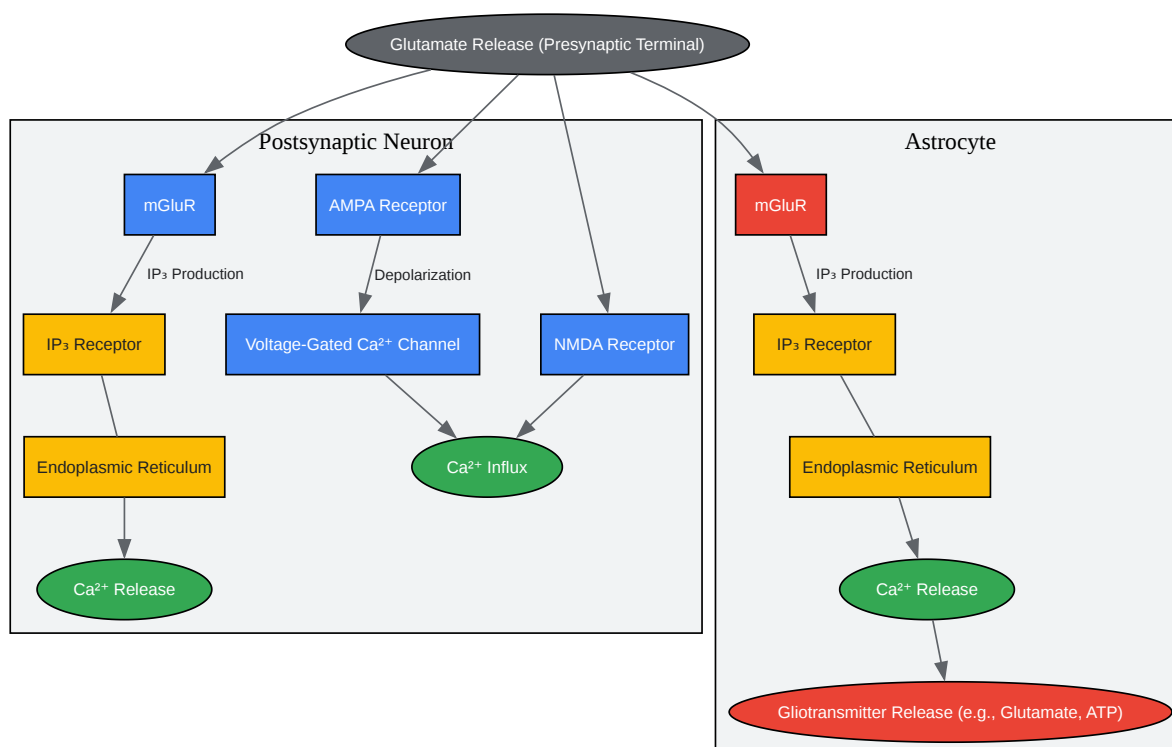 Glutamate Release (Presynaptic Terminal)
Postsynaptic Neuron
mGluR
AMPA Receptor
IP₃ Production
Depolarization
IP₃ Receptor
Voltage-Gated Ca²⁺ Channel
NMDA Receptor
Endoplasmic Reticulum
Ca²⁺ Influx
Ca²⁺ Release
Astrocyte
mGluR
IP₃ Production
IP₃ Receptor
Endoplasmic Reticulum
Ca²⁺ Release
Gliotransmitter Release (e.g., Glutamate, ATP)